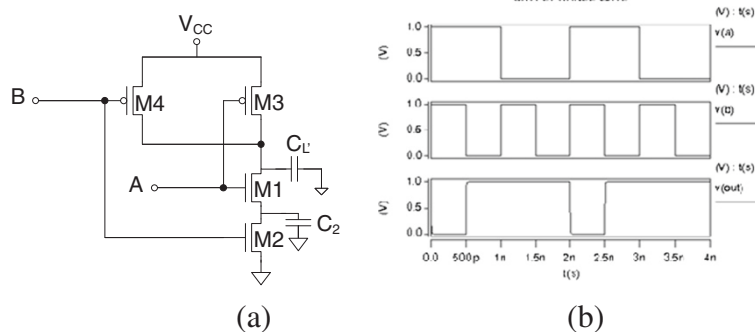 V_CC
B
M4
M3
C_L'
A
M1
C_2
M2
(a)
(V) : t(s)
v(a)
(V)
1.0
0.5
0.0
(V) : t(s)
(V)
1.0
0.5
0.0
(V) : t(s)
v(out)
(V)
1.0
0.5
0.0
0.0 500p 1n 1.5n 2n 2.5n 3n 3.5n 4n
t(s)
(b)